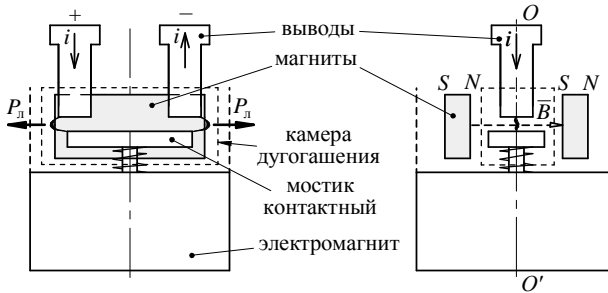 + − выводы O
i i i
магниты
S N S N
Pл Pл B̅
камера
дугогашения
мостик
контактный
электромагнит
O′